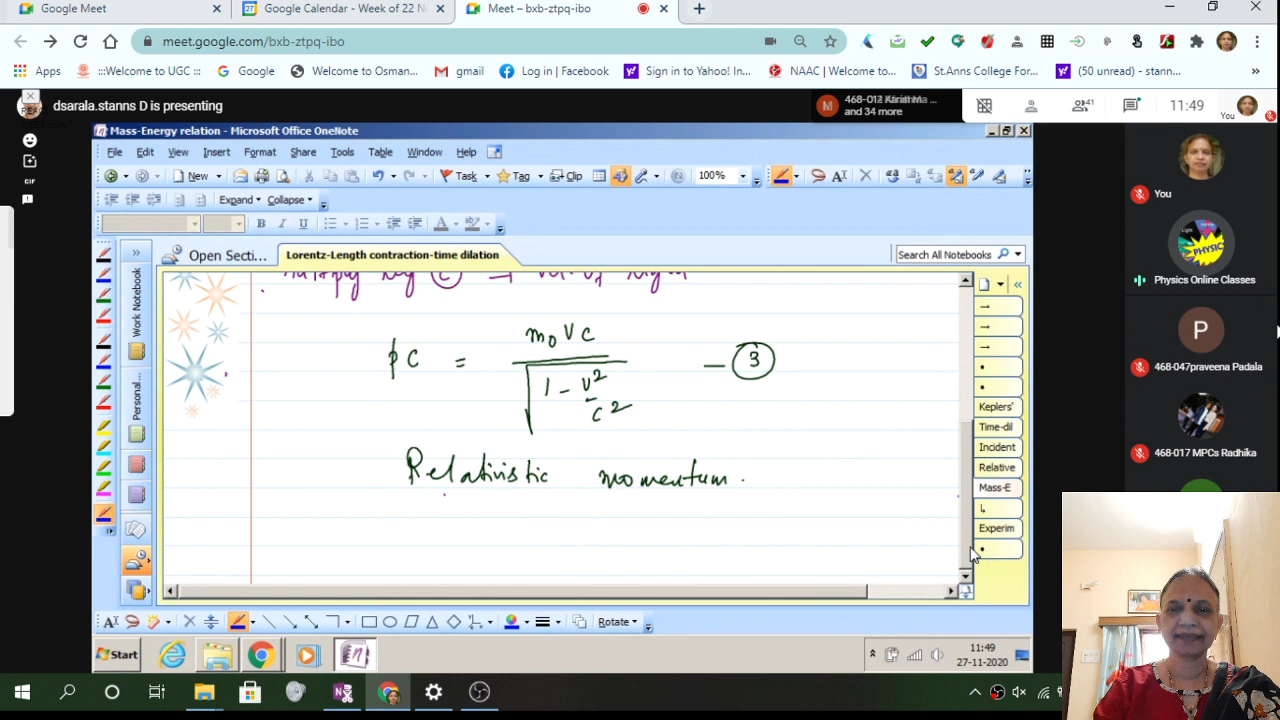 Google Meet
Google Calendar - Week of 22 N
Meet – bxb-ztpq-ibo
meet.google.com/bxb-ztpq-ibo
Apps
:::Welcome to UGC :::
Google
Welcome to Osman...
gmail
Log in | Facebook
Sign in to Yahoo! In...
NAAC | Welcome to...
St.Anns College For...
(50 unread) - stann...
dsarala.stanns D is presenting
M
and 34 more
41
11:49
You
GIF
Mass-Energy relation - Microsoft Office OneNote
File Edit View Insert Format Share Tools Table Window Help
New
Task
Tag
Clip
100%
Expand
Collapse
B I U
Open Secti...
Lorentz-Length contraction-time dilation
Search All Notebooks
Work Notebook
Personal...
pc = m₀vc / √(1 - v²/c²) — ③
Relativistic momentum.
Keplers'
Time-dil
Incident
Relative
Mass-E
Experim
Rotate
Start
11:49
27-11-2020
You
PHYSIC
Physics Online Classes
P
468-047praveena Padala
468-017 MPCs Radhika